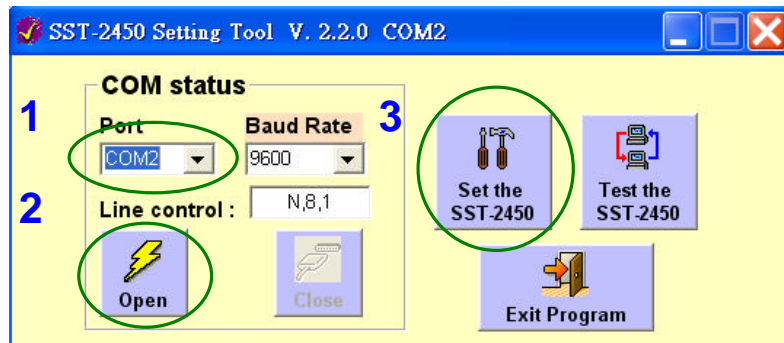 SST-2450 Setting Tool V. 2.2.0 COM2
COM status
1
Port
Baud Rate
3
COM2
9600
2
Line control :
N,8,1
Open
Close
Set the
SST-2450
Test the
SST-2450
Exit Program